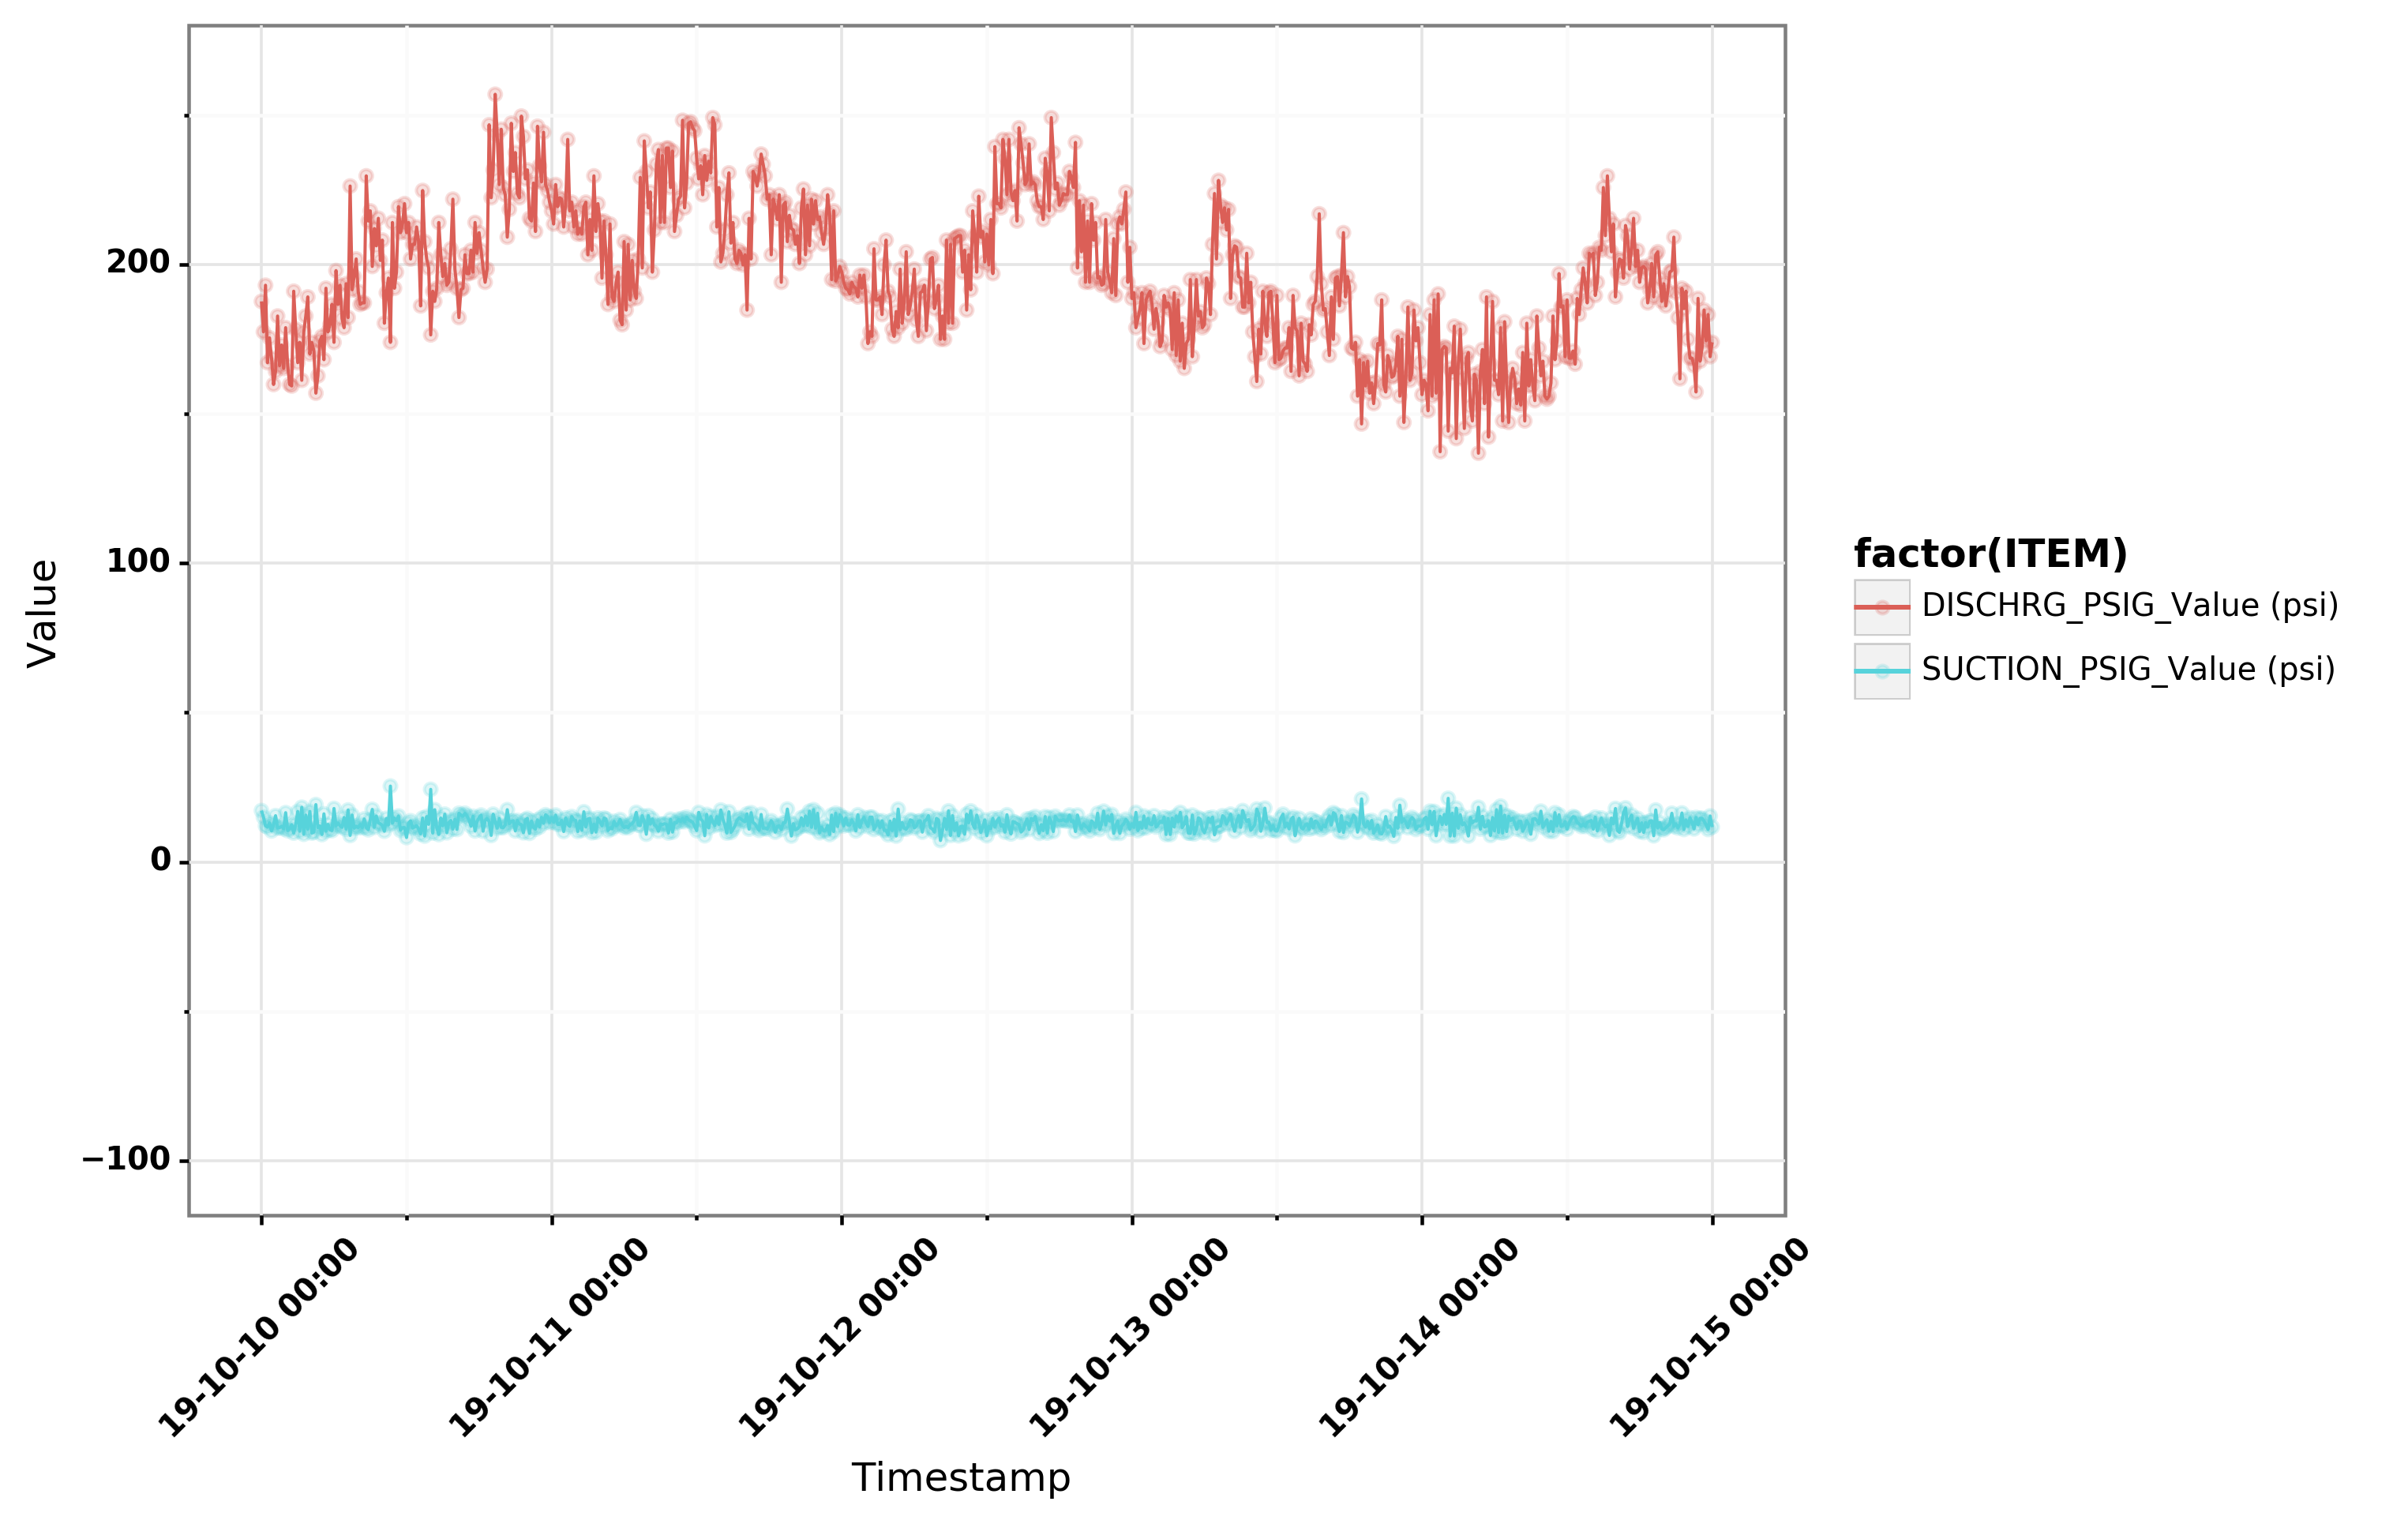 200
100
0
−100
Value
19-10-10 00:00
19-10-11 00:00
19-10-12 00:00
19-10-13 00:00
19-10-14 00:00
19-10-15 00:00
Timestamp
factor(ITEM)
DISCHRG_PSIG_Value (psi)
SUCTION_PSIG_Value (psi)